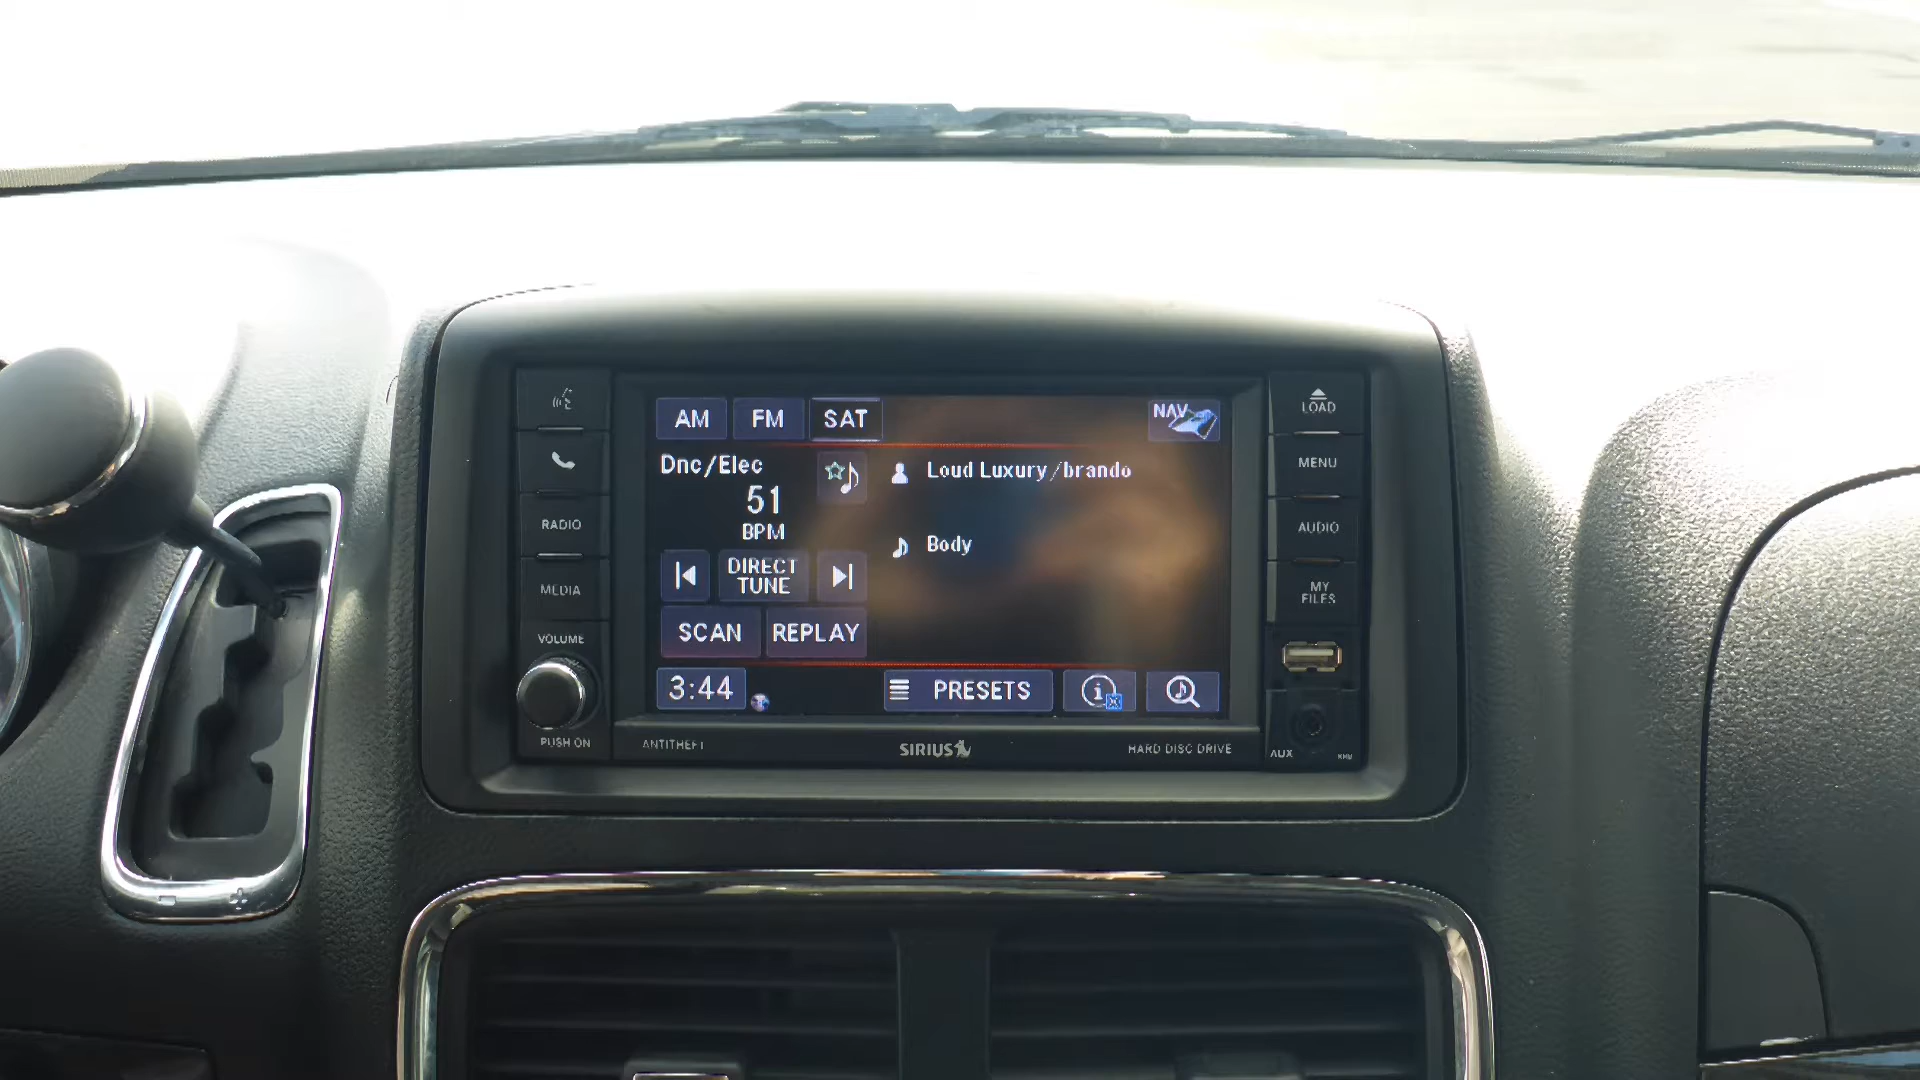 AM FM SAT NAV
LOAD
Dnc/Elec
Loud Luxury/brando
MENU
51
BPM
RADIO
AUDIO
Body
DIRECT
TUNE
MEDIA
MY
FILES
SCAN REPLAY
VOLUME
3:44 PRESETS
PUSH ON
ANTITHEFT
SIRIUS
HARD DISC DRIVE
AUX